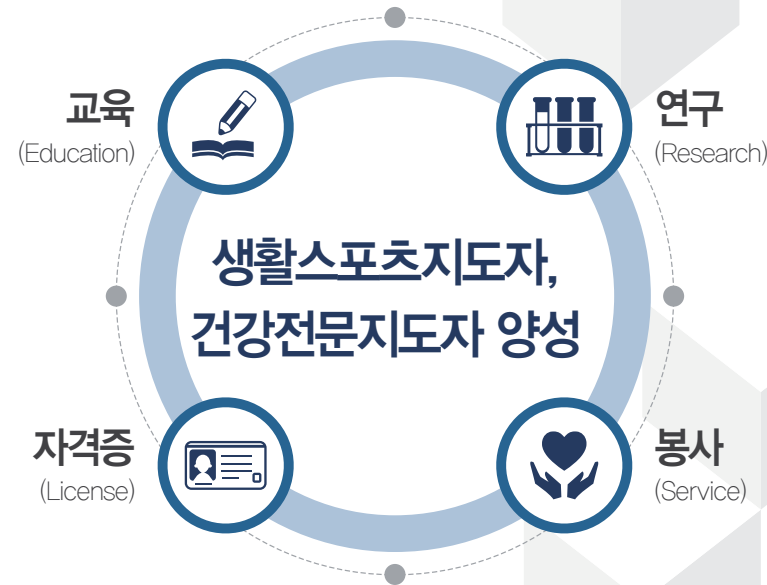 교육
(Education)
연구
(Research)
생활스포츠지도자,
건강전문지도자 양성
자격증
(License)
봉사
(Service)